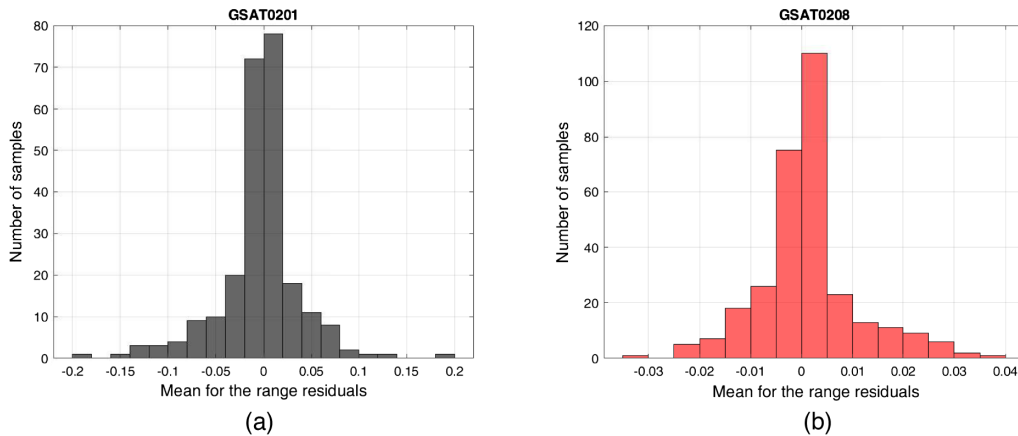 GSAT0201
80
70
60
50
40
30
20
10
0
Number of samples
-0.2 -0.15 -0.1 -0.05 0 0.05 0.1 0.15 0.2
Mean for the range residuals
(a)
GSAT0208
120
100
80
60
40
20
0
Number of samples
-0.03 -0.02 -0.01 0 0.01 0.02 0.03 0.04
Mean for the range residuals
(b)